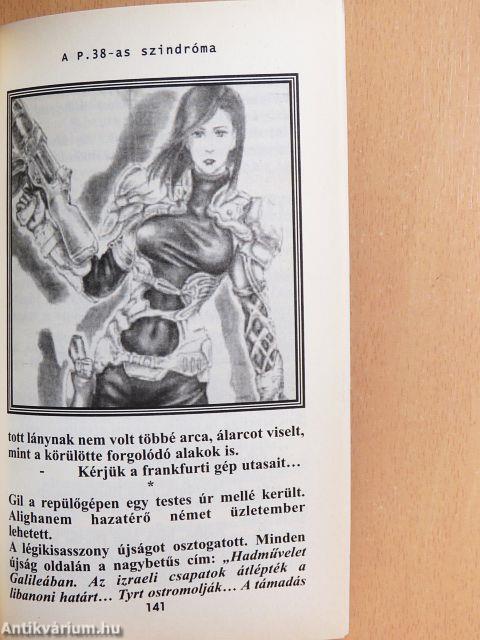 A P.38-as szindróma
tott lánynak nem volt többé arca, álarcot viselt,
mint a körülötte forgolódó alakok is.
- Kérjük a frankfurti gép utasait...
*
Gil a repülőgépen egy testes úr mellé került.
Alighanem hazatérő német üzletember
lehetett.
A légikisasszony újságot osztogatott. Minden
újság oldalán a nagybetűs cím: „Hadművelet
Galileában. Az izraeli csapatok átlépték a
libanoni határt... Tyrt ostromolják... A támadás
141
Antikvárium.hu